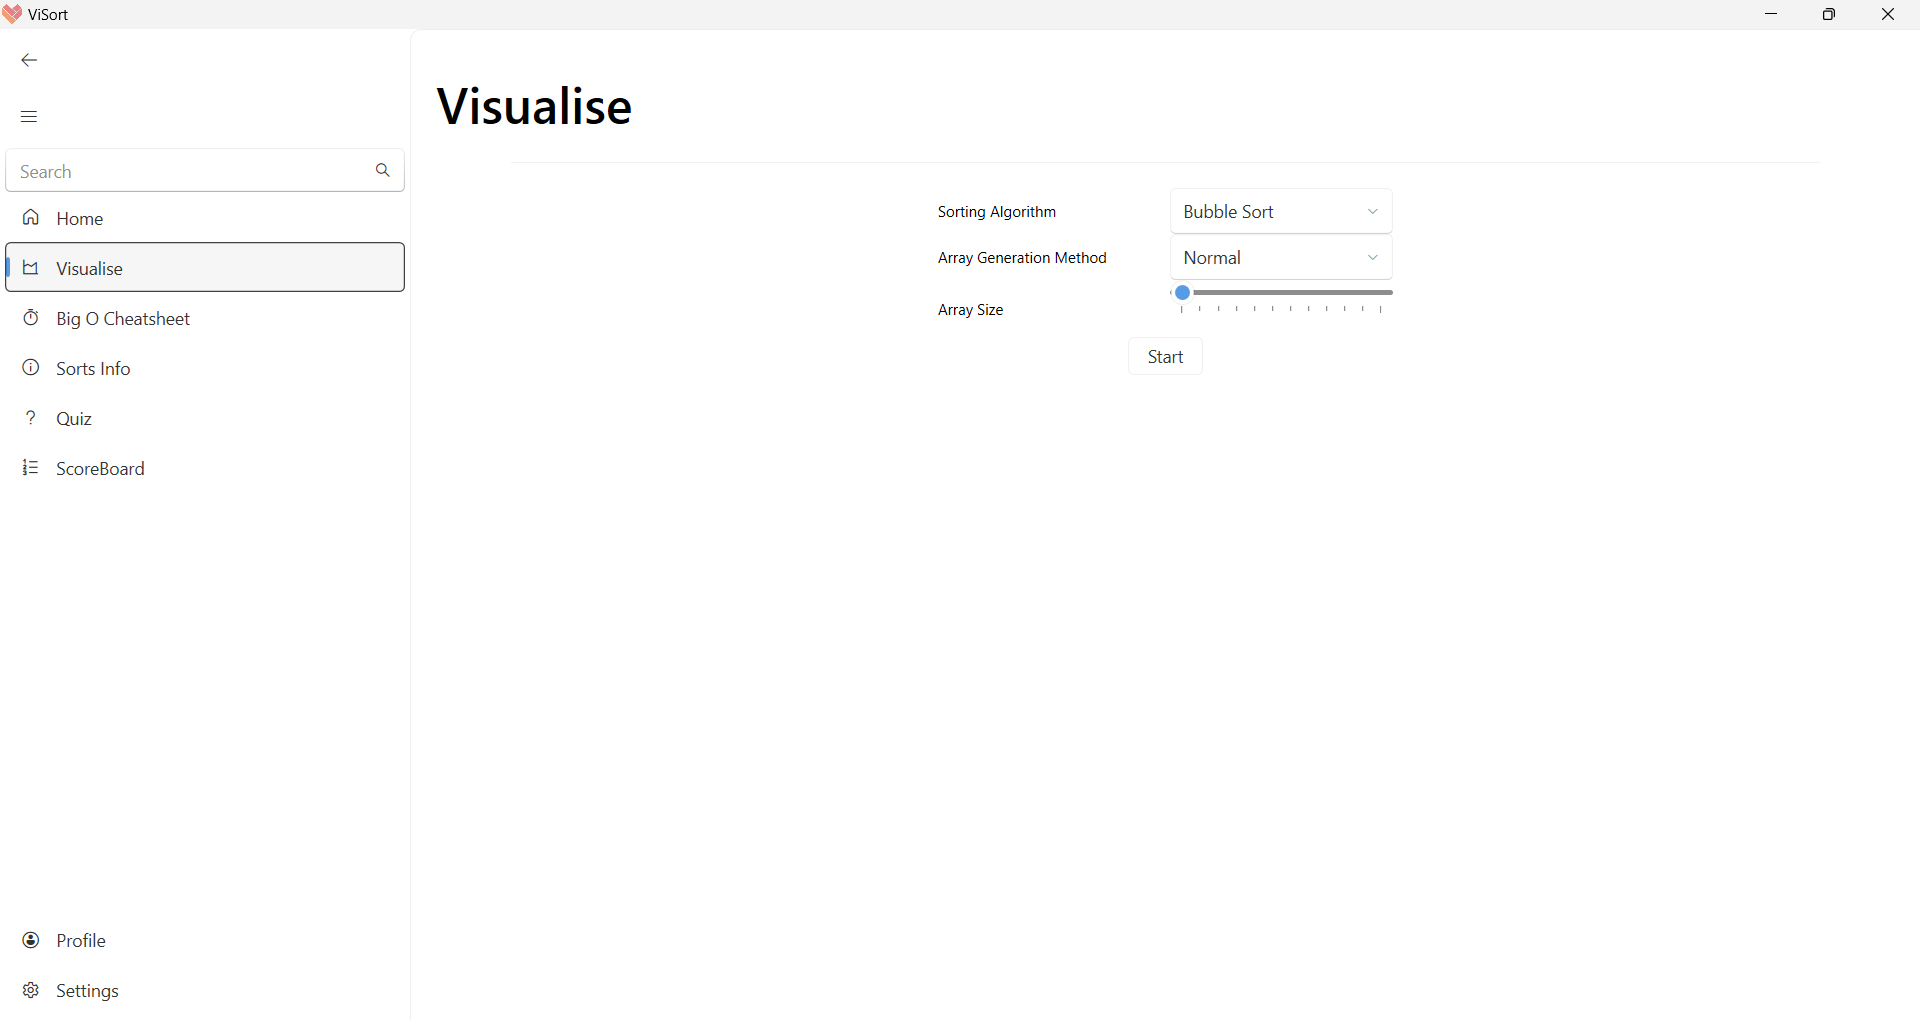 ViSort
Search
Home
Visualise
Big O Cheatsheet
Sorts Info
Quiz
ScoreBoard
Profile
Settings
Visualise
Sorting Algorithm
Bubble Sort
Array Generation Method
Normal
Array Size
Start